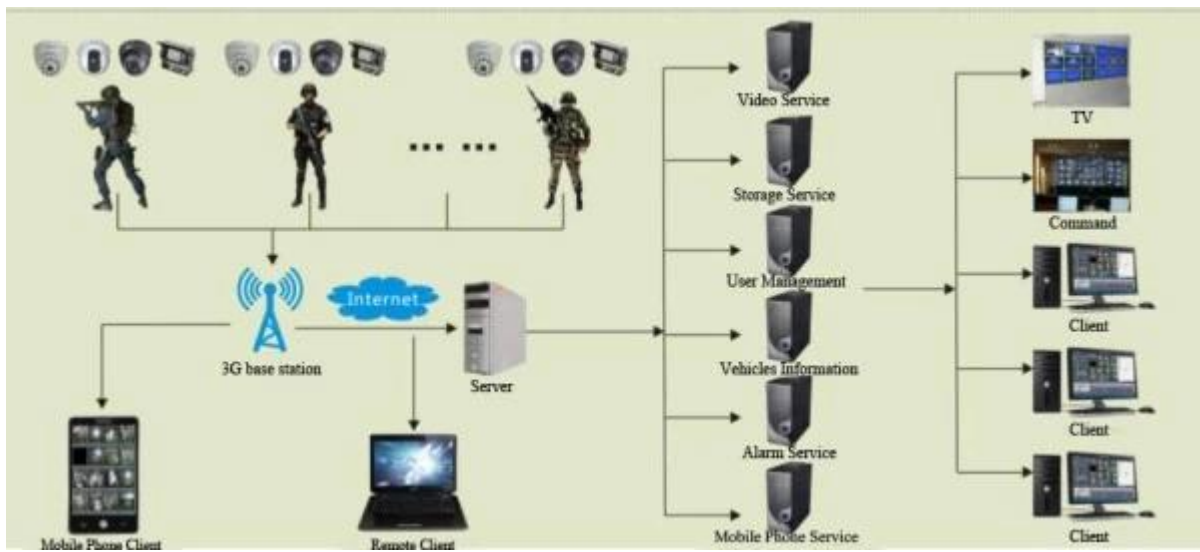 Video Service
TV
Storage Service
Command
Internet
User Management
3G base station
Server
Vehicles Information
Client
Client
Alarm Service
Mobile Phone Client
Remote Client
Mobile Phone Service
Client